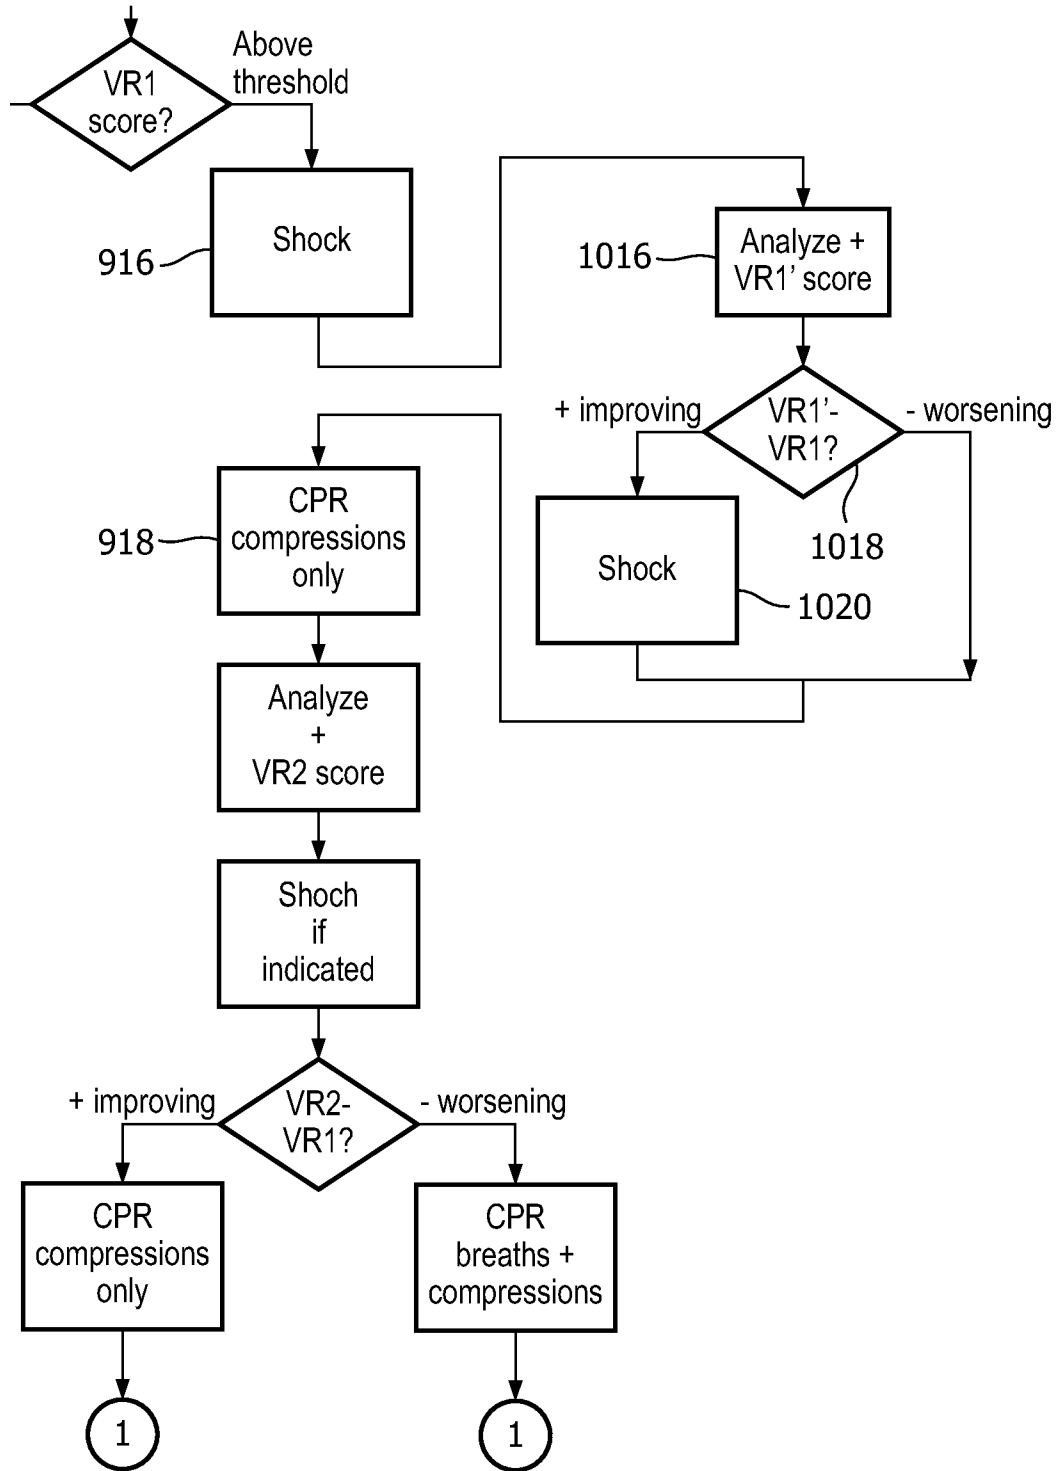 Above
threshold
VR1
score?
Shock
916
1016
Analyze +
VR1' score
+ improving
VR1'-
VR1?
- worsening
1018
Shock
1020
918
CPR
compressions
only
Analyze
+
VR2 score
Shoch
if
indicated
+ improving
VR2-
VR1?
- worsening
CPR
compressions
only
CPR
breaths +
compressions
1
1